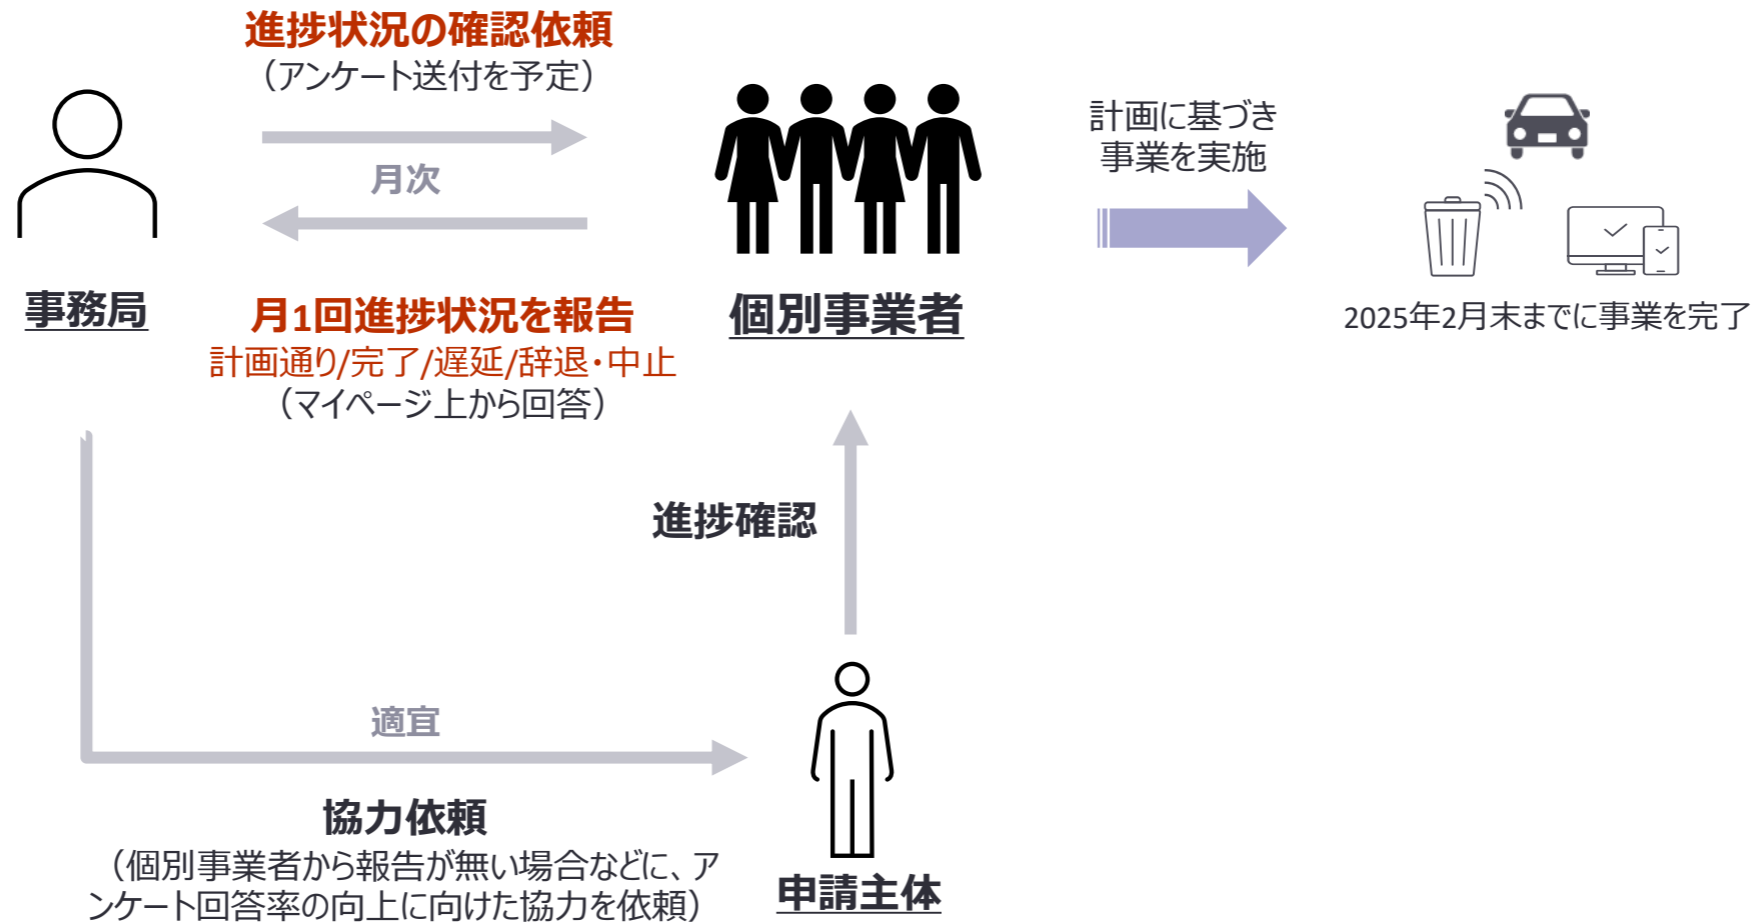 進捗状況の確認依頼
（アンケート送付を予定）
月次
事務局
月1回進捗状況を報告
計画通り/完了/遅延/辞退・中止
（マイページ上から回答）
個別事業者
計画に基づき
事業を実施
2025年2月末までに事業を完了
進捗確認
適宜
協力依頼
（個別事業者から報告が無い場合などに、ア
ンケート回答率の向上に向けた協力を依頼）
申請主体